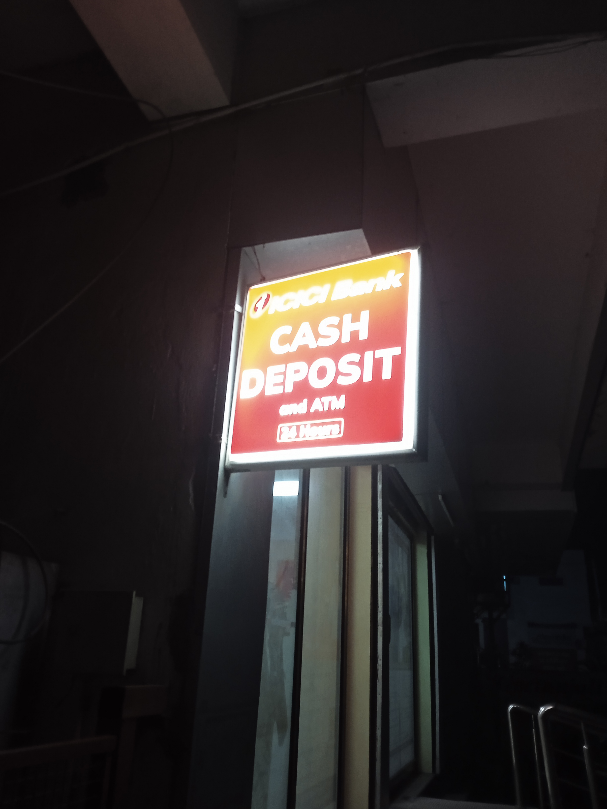 ICICI Bank
CASH
DEPOSIT
and ATM
24 Hours